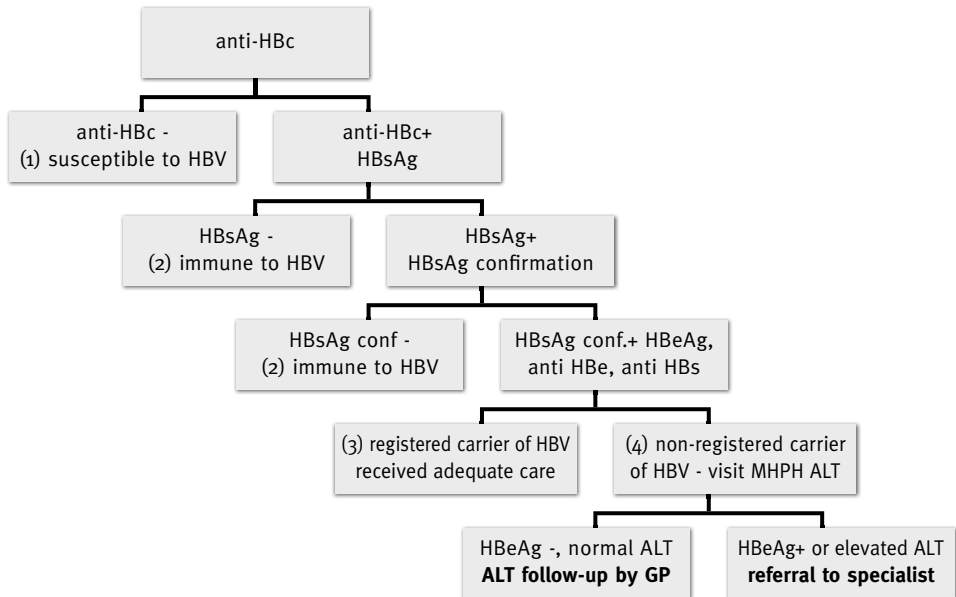 anti-HBc
anti-HBc -
(1) susceptible to HBV
anti-HBc+
HBsAg
HBsAg -
(2) immune to HBV
HBsAg+
HBsAg confirmation
HBsAg conf -
(2) immune to HBV
HBsAg conf.+ HBeAg,
anti HBe, anti HBs
(3) registered carrier of HBV
received adequate care
(4) non-registered carrier
of HBV - visit MHPH ALT
HBeAg -, normal ALT
ALT follow-up by GP
HBeAg+ or elevated ALT
referral to specialist